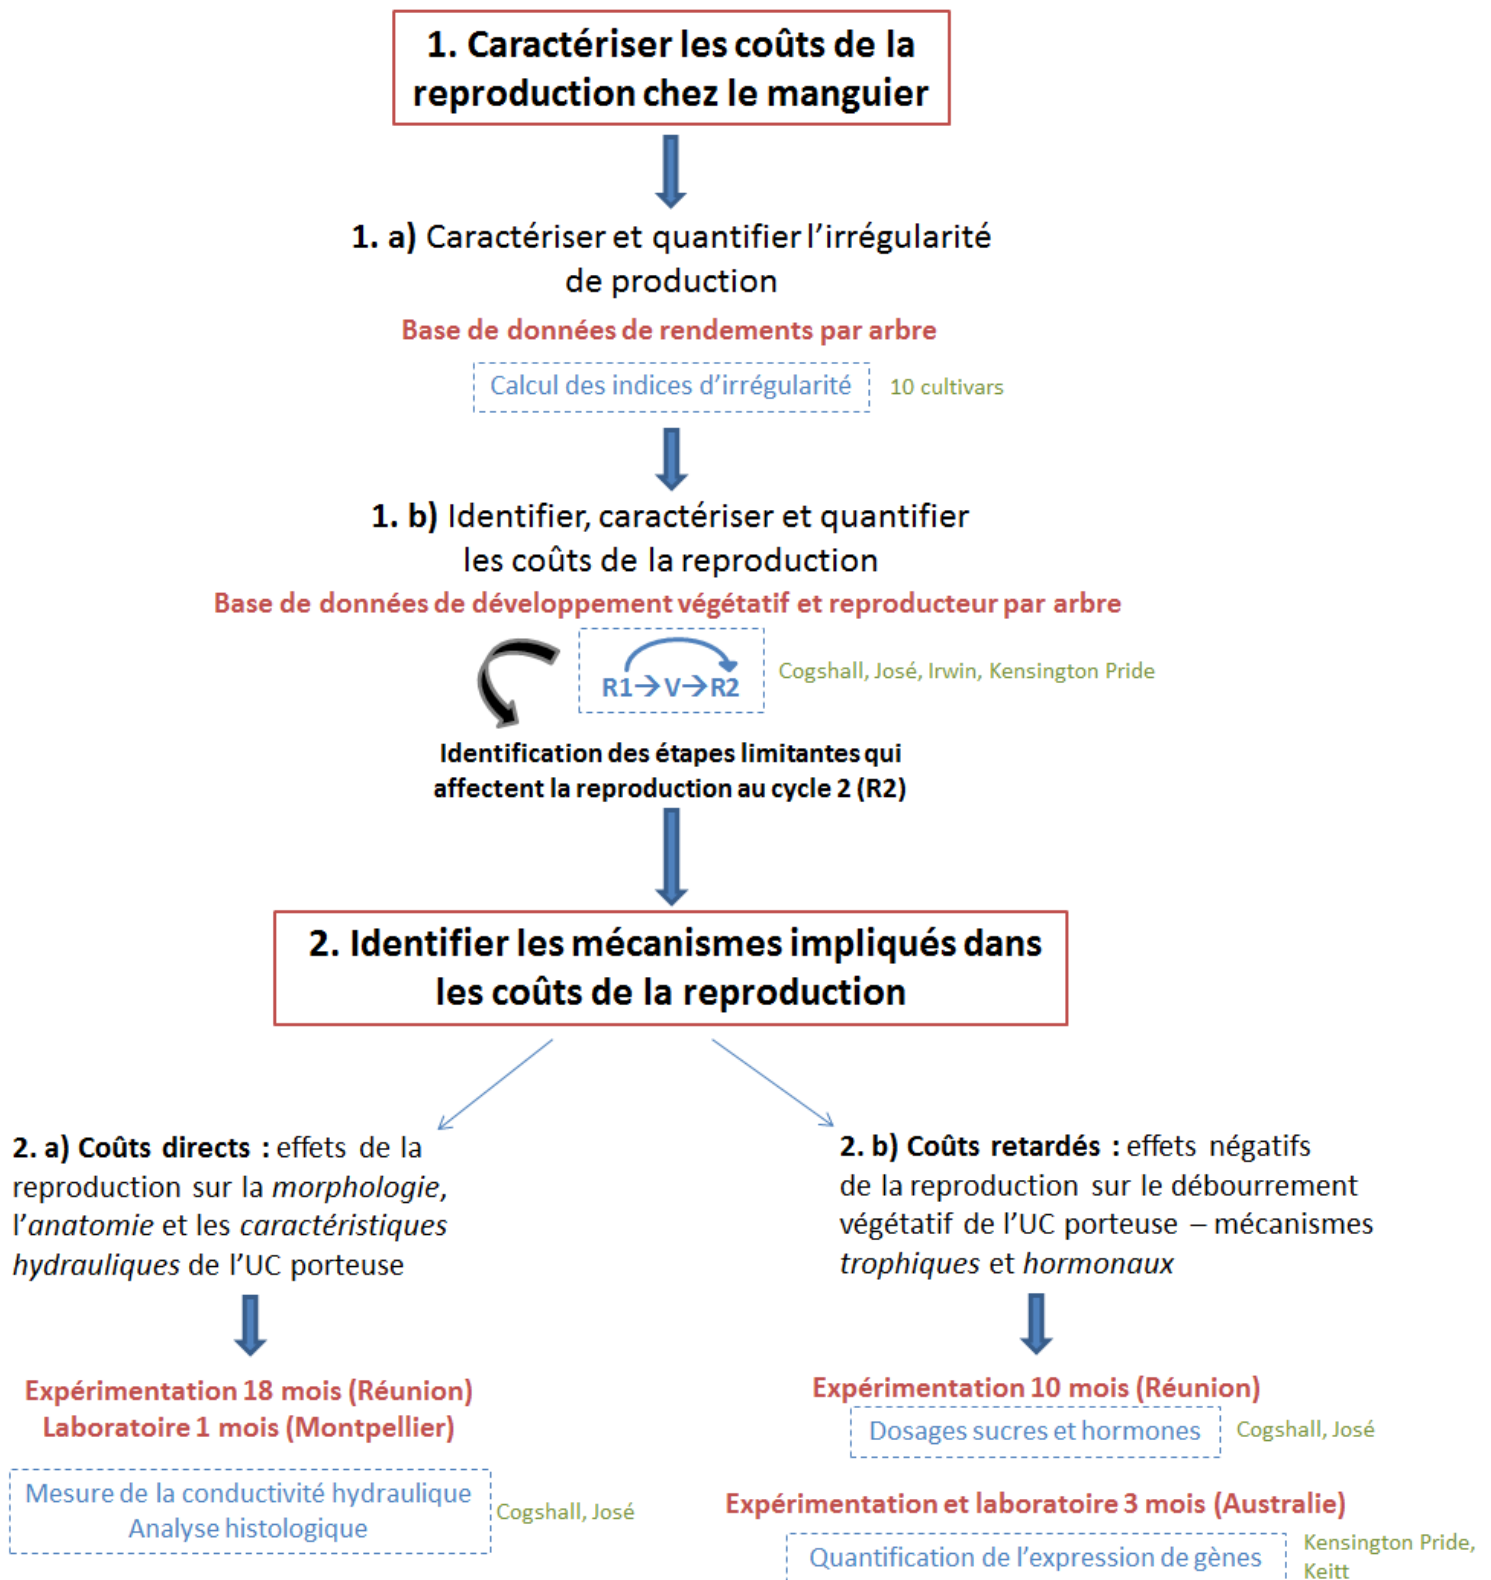 1. Caractériser les coûts de la
reproduction chez le manguier
1. a) Caractériser et quantifier l’irrégularité
de production
Base de données de rendements par arbre
Calcul des indices d’irrégularité
10 cultivars
1. b) Identifier, caractériser et quantifier
les coûts de la reproduction
Base de données de développement végétatif et reproducteur par arbre
R1→V→R2
Cogshall, José, Irwin, Kensington Pride
Identification des étapes limitantes qui
affectent la reproduction au cycle 2 (R2)
2. Identifier les mécanismes impliqués dans
les coûts de la reproduction
2. a) Coûts directs : effets de la
reproduction sur la morphologie,
l’anatomie et les caractéristiques
hydrauliques de l’UC porteuse
Expérimentation 18 mois (Réunion)
Laboratoire 1 mois (Montpellier)
Mesure de la conductivité hydraulique
Analyse histologique
Cogshall, José
2. b) Coûts retardés : effets négatifs
de la reproduction sur le débourrement
végétatif de l’UC porteuse – mécanismes
trophiques et hormonaux
Expérimentation 10 mois (Réunion)
Dosages sucres et hormones
Cogshall, José
Expérimentation et laboratoire 3 mois (Australie)
Quantification de l’expression de gènes
Kensington Pride,
Keitt